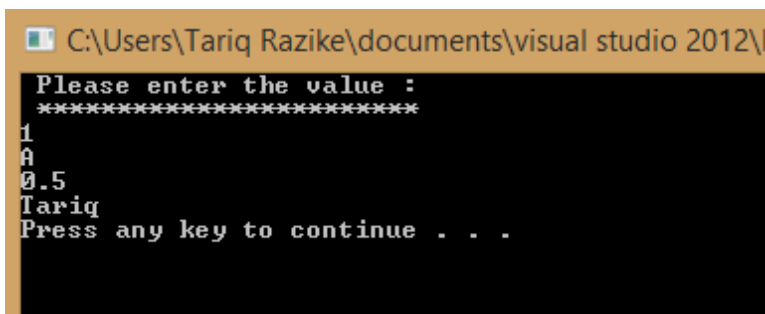 C:\Users\Tariq Razike\documents\visual studio 2012\
Please enter the value :
************************
1
A
0.5
Tariq
Press any key to continue . . .